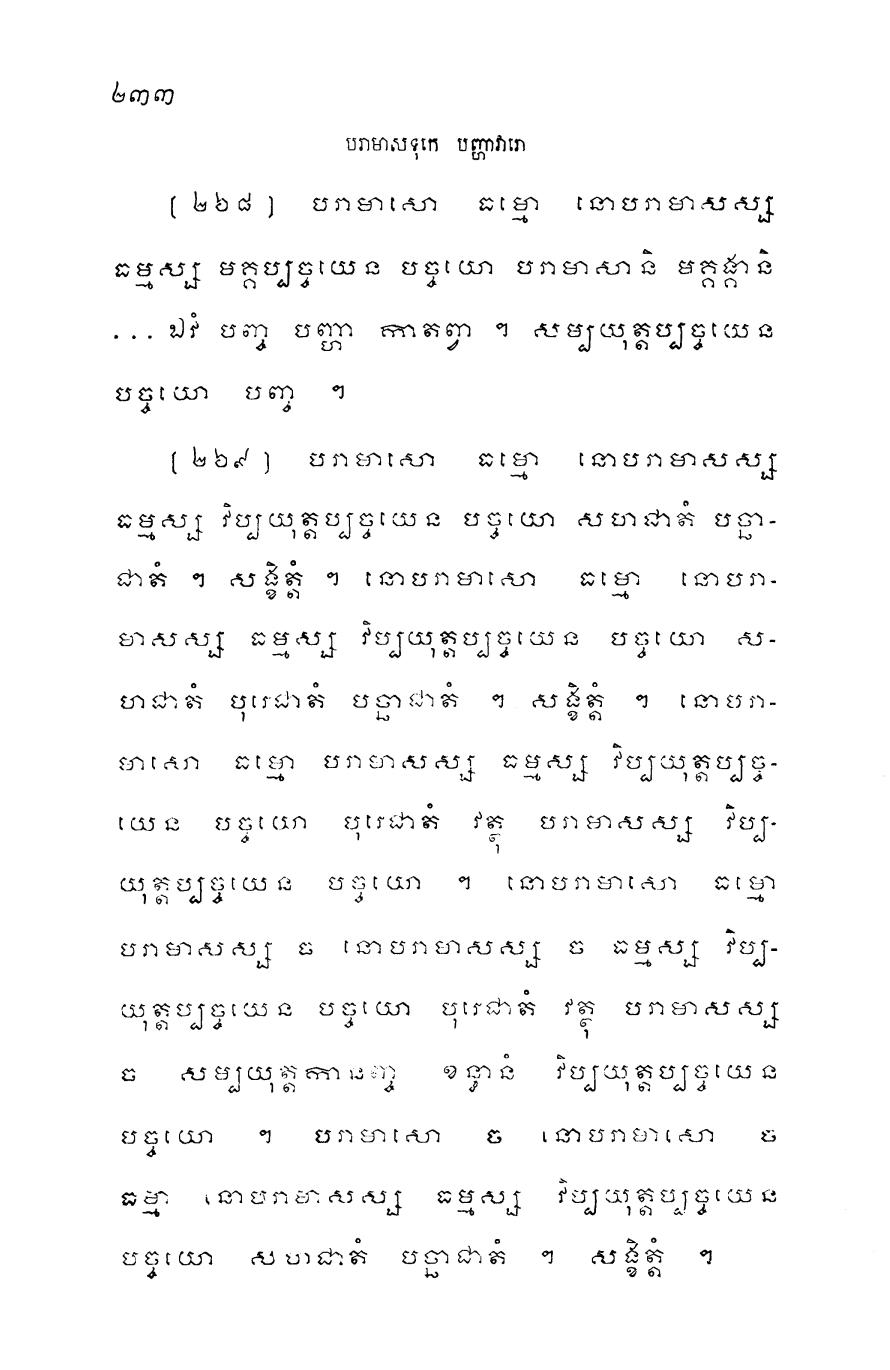 ២៣៣
បរាមាសទុកេ បញ្ហាវារោ
[ ២៦៨ ] បរាមាសោ ធម្មោ នោបរាមាសស្ស
ធម្មស្ស មគ្គប្បច្ចយេន បច្ចយោ បរាមាសានិ មគ្គង្គានិ
... ឯវំ បញ្ច បញ្ហា កាតព្វា ។ សម្បយុត្តប្បច្ចយេន
បច្ចយោ បញ្ច ។
[ ២៦៩ ] បរាមាសោ ធម្មោ នោបរាមាសស្ស
ធម្មស្ស វិប្បយុត្តប្បច្ចយេន បច្ចយោ សហជាតំ បច្ឆា-
ជាតំ ។ សង្ខិត្តំ ។ នោបរាមាសោ ធម្មោ នោបរា-
មាសស្ស ធម្មស្ស វិប្បយុត្តប្បច្ចយេន បច្ចយោ ស-
ហជាតំ បុរេជាតំ បច្ឆាជាតំ ។ សង្ខិត្តំ ។ នោបរា-
មាសោ ធម្មោ បរាមាសស្ស ធម្មស្ស វិប្បយុត្តប្បច្ច-
យេន បច្ចយោ បុរេជាតំ វត្ថុ បរាមាសស្ស វិប្ប-
យុត្តប្បច្ចយេន បច្ចយោ ។ នោបរាមាសោ ធម្មោ
បរាមាសស្ស ច នោបរាមាសស្ស ច ធម្មស្ស វិប្ប-
យុត្តប្បច្ចយេន បច្ចយោ បុរេជាតំ វត្ថុ បរាមាសស្ស
ច សម្បយុត្តកានញ្ច ខន្ធានំ វិប្បយុត្តប្បច្ចយេន
បច្ចយោ ។ បរាមាសោ ច នោបរាមាសោ ច
ធម្មា នោបរាមាសស្ស ធម្មស្ស វិប្បយុត្តប្បច្ចយេន
បច្ចយោ សហជាតំ បច្ឆាជាតំ ។ សង្ខិត្តំ ។